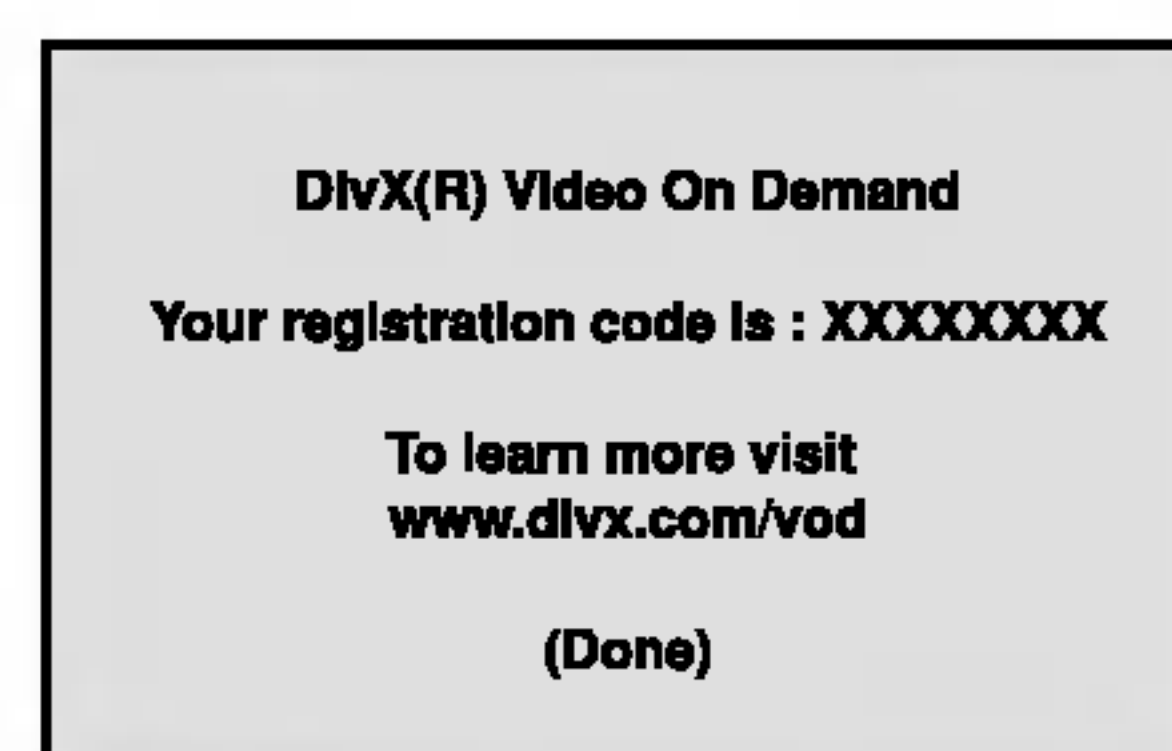 DivX(R) Video On Demand
Your registration code is : XXXXXXXX
To learn more visit
www.divx.com/vod
(Done)